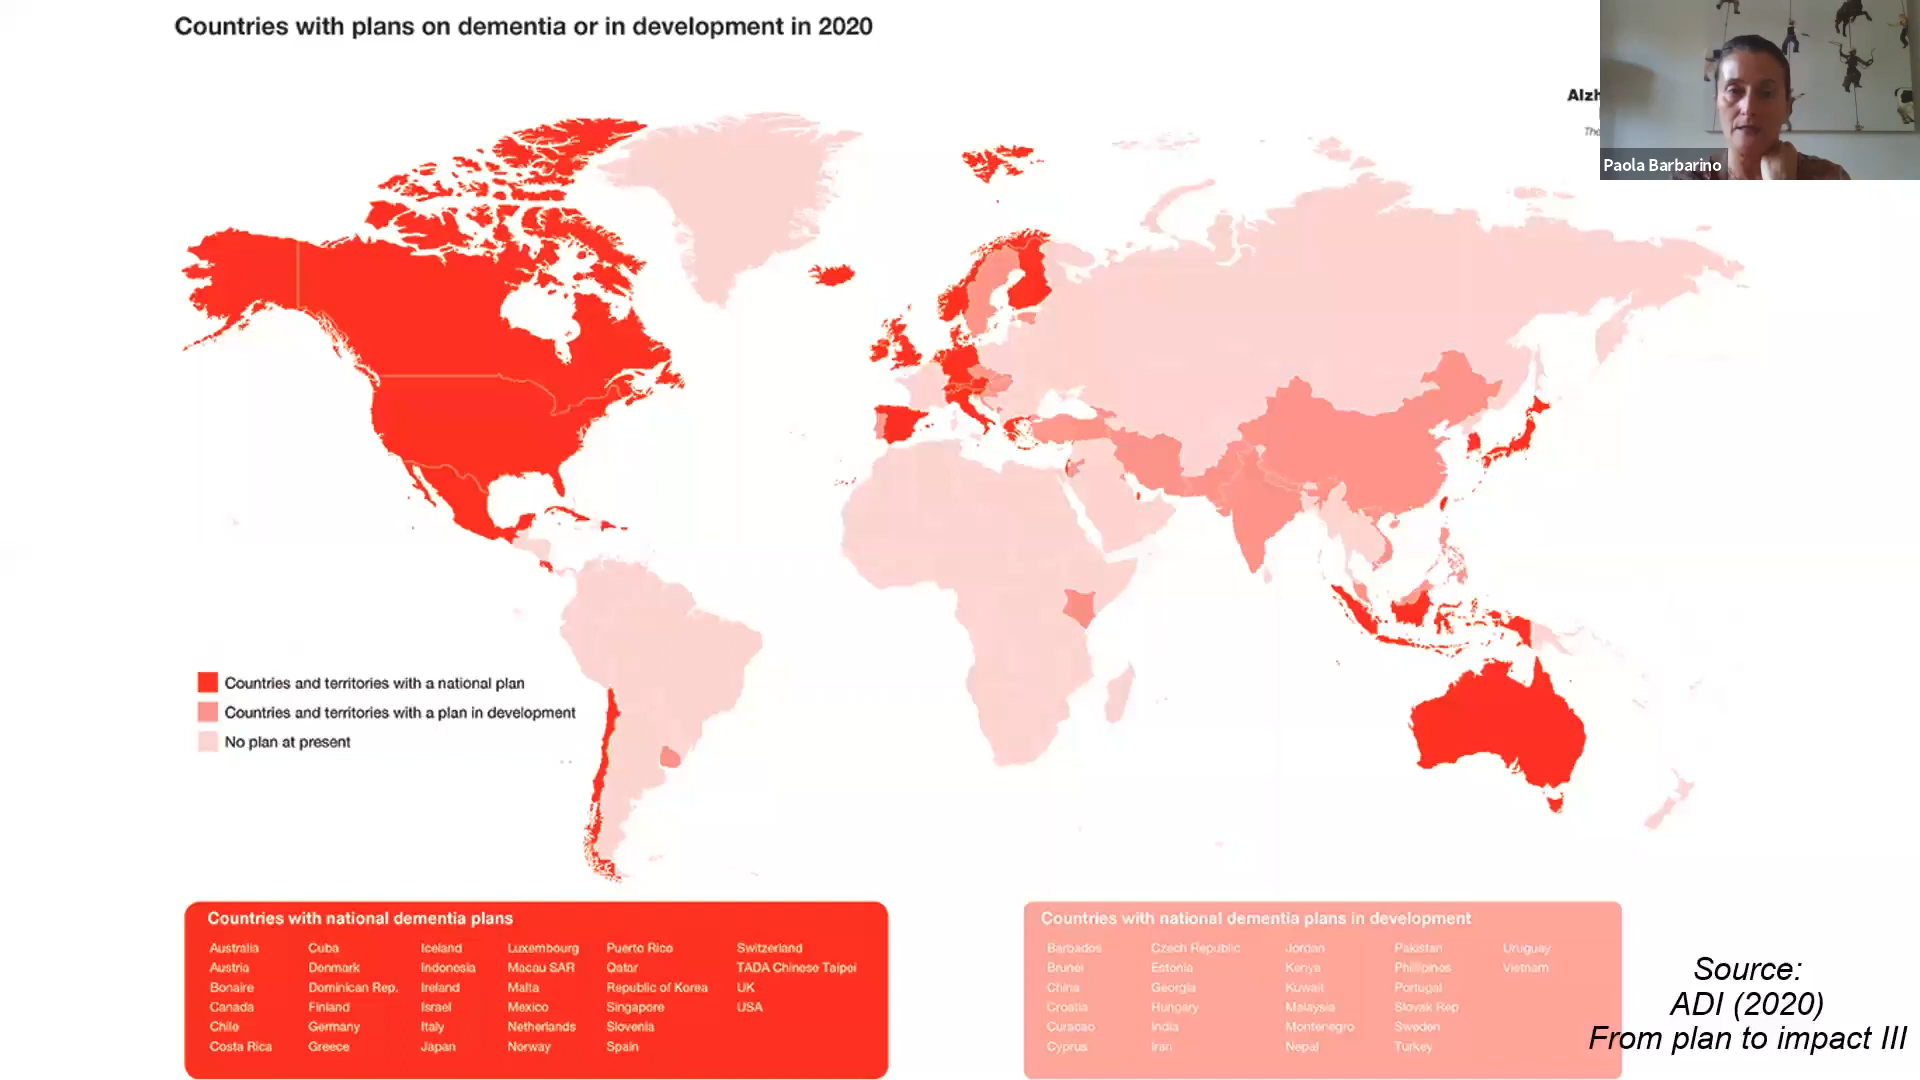 Countries with plans on dementia or in development in 2020
Alzh
The
Paola Barbarino
Countries and territories with a national plan
Countries and territories with a plan in development
No plan at present
Countries with national dementia plans
Australia Cuba Iceland Luxembourg Puerto Rico Switzerland
Austria Denmark Indonesia Macau SAR Qatar TADA Chinese Taipei
Bonaire Dominican Rep. Ireland Malta Republic of Korea UK
Canada Finland Israel Mexico Singapore USA
Chile Germany Italy Netherlands Slovenia
Costa Rica Greece Japan Norway Spain
Countries with national dementia plans in development
Barbados Czech Republic Jordan Pakistan Uruguay
Brunei Estonia Kenya Philippines Vietnam
China Georgia Kuwait Portugal
Croatia Hungary Malaysia Slovak Rep
Curacao India Montenegro Sweden
Cyprus Iran Nepal Turkey
Source:
ADI (2020)
From plan to impact III